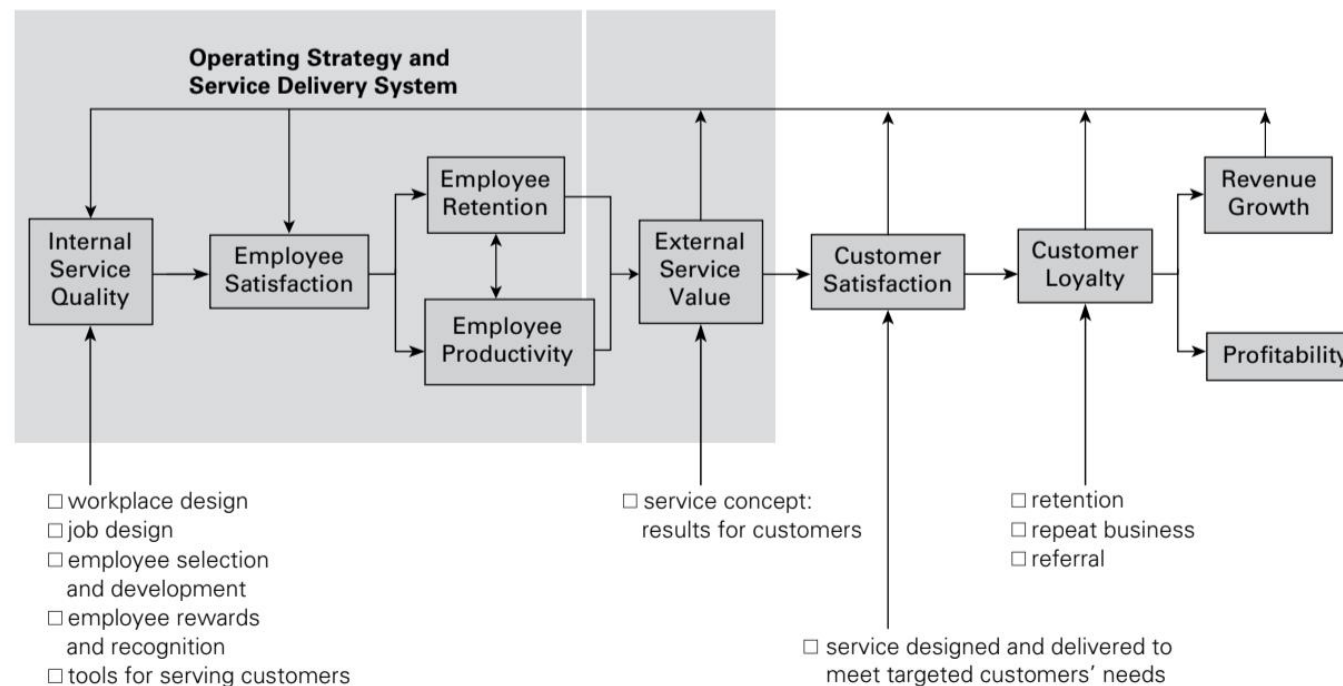 Operating Strategy and
Service Delivery System
Internal
Service
Quality
Employee
Satisfaction
Employee
Retention
Employee
Productivity
External
Service
Value
Customer
Satisfaction
Customer
Loyalty
Revenue
Growth
Profitability
☐ workplace design
☐ job design
☐ employee selection
and development
☐ employee rewards
and recognition
☐ tools for serving customers
☐ service concept:
results for customers
☐ service designed and delivered to
meet targeted customers' needs
☐ retention
☐ repeat business
☐ referral